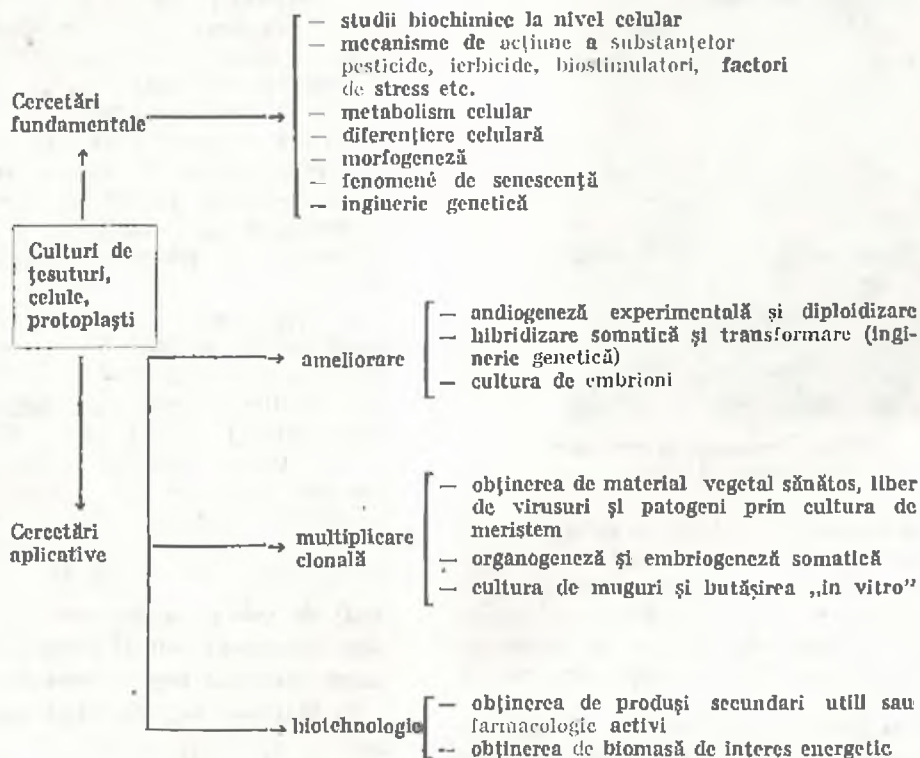 — studii biochimice la nivel celular
— mecanisme de acțiune a substanțelor
pesticide, ierbicide, biostimulatori, factori
de stress etc.
— metabolism celular
— diferențiere celulară
— morfogeneză
— fenomene de senescență
— inginerie genetică
Cercetări
fundamentale
Culturi de
țesuturi,
celule,
protoplaști
ameliorare
— andiogeneză experimentală și diploidizare
— hibridizare somatică și transformare (ingi-
nerie genetică)
— cultura de embrioni
Cercetări
aplicative
multiplicare
clonală
— obținerea de material vegetal sănătos, liber
de virusuri și patogeni prin cultura de
meristem
— organogeneză și embriogeneză somatică
— cultura de muguri și butășirea „in vitro”
biotehnologie
— obținerea de produși secundari utili sau
farmacologic activi
— obținerea de biomasă de interes energetic